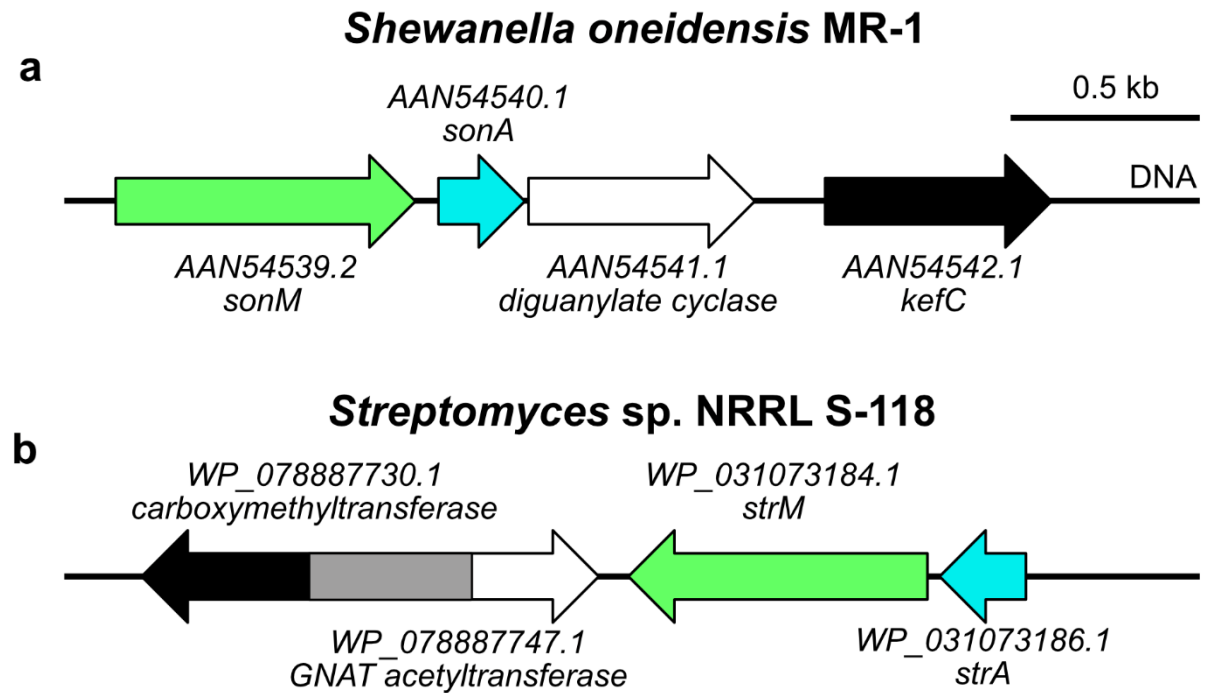 Shewanella oneidensis MR-1
a
AAN54540.1
sonA
0.5 kb
DNA
AAN54539.2
sonM
AAN54541.1
diguanylate cyclase
AAN54542.1
kefC
Streptomyces sp. NRRL S-118
b
WP_078887730.1
carboxymethyltransferase
WP_031073184.1
strM
WP_078887747.1
GNAT acetyltransferase
WP_031073186.1
strA